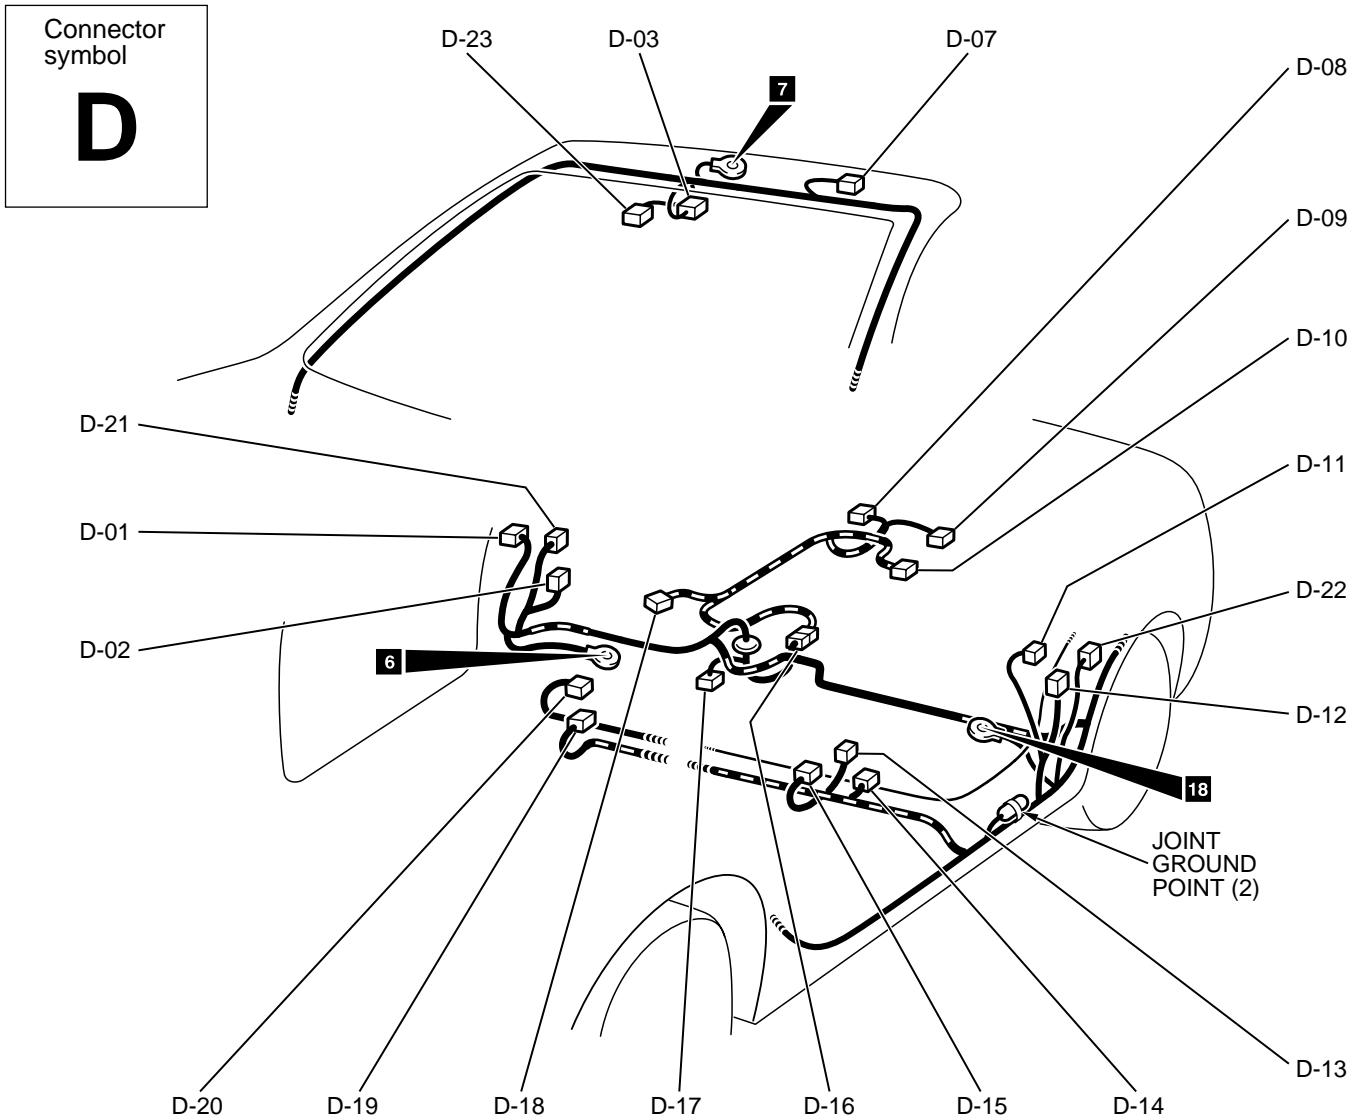 Connector
symbol
D
D-23
D-03
D-07
D-08
7
D-09
D-10
D-21
D-11
D-01
D-22
D-02
6
D-12
18
JOINT
GROUND
POINT (2)
D-13
D-20
D-19
D-18
D-17
D-16
D-15
D-14